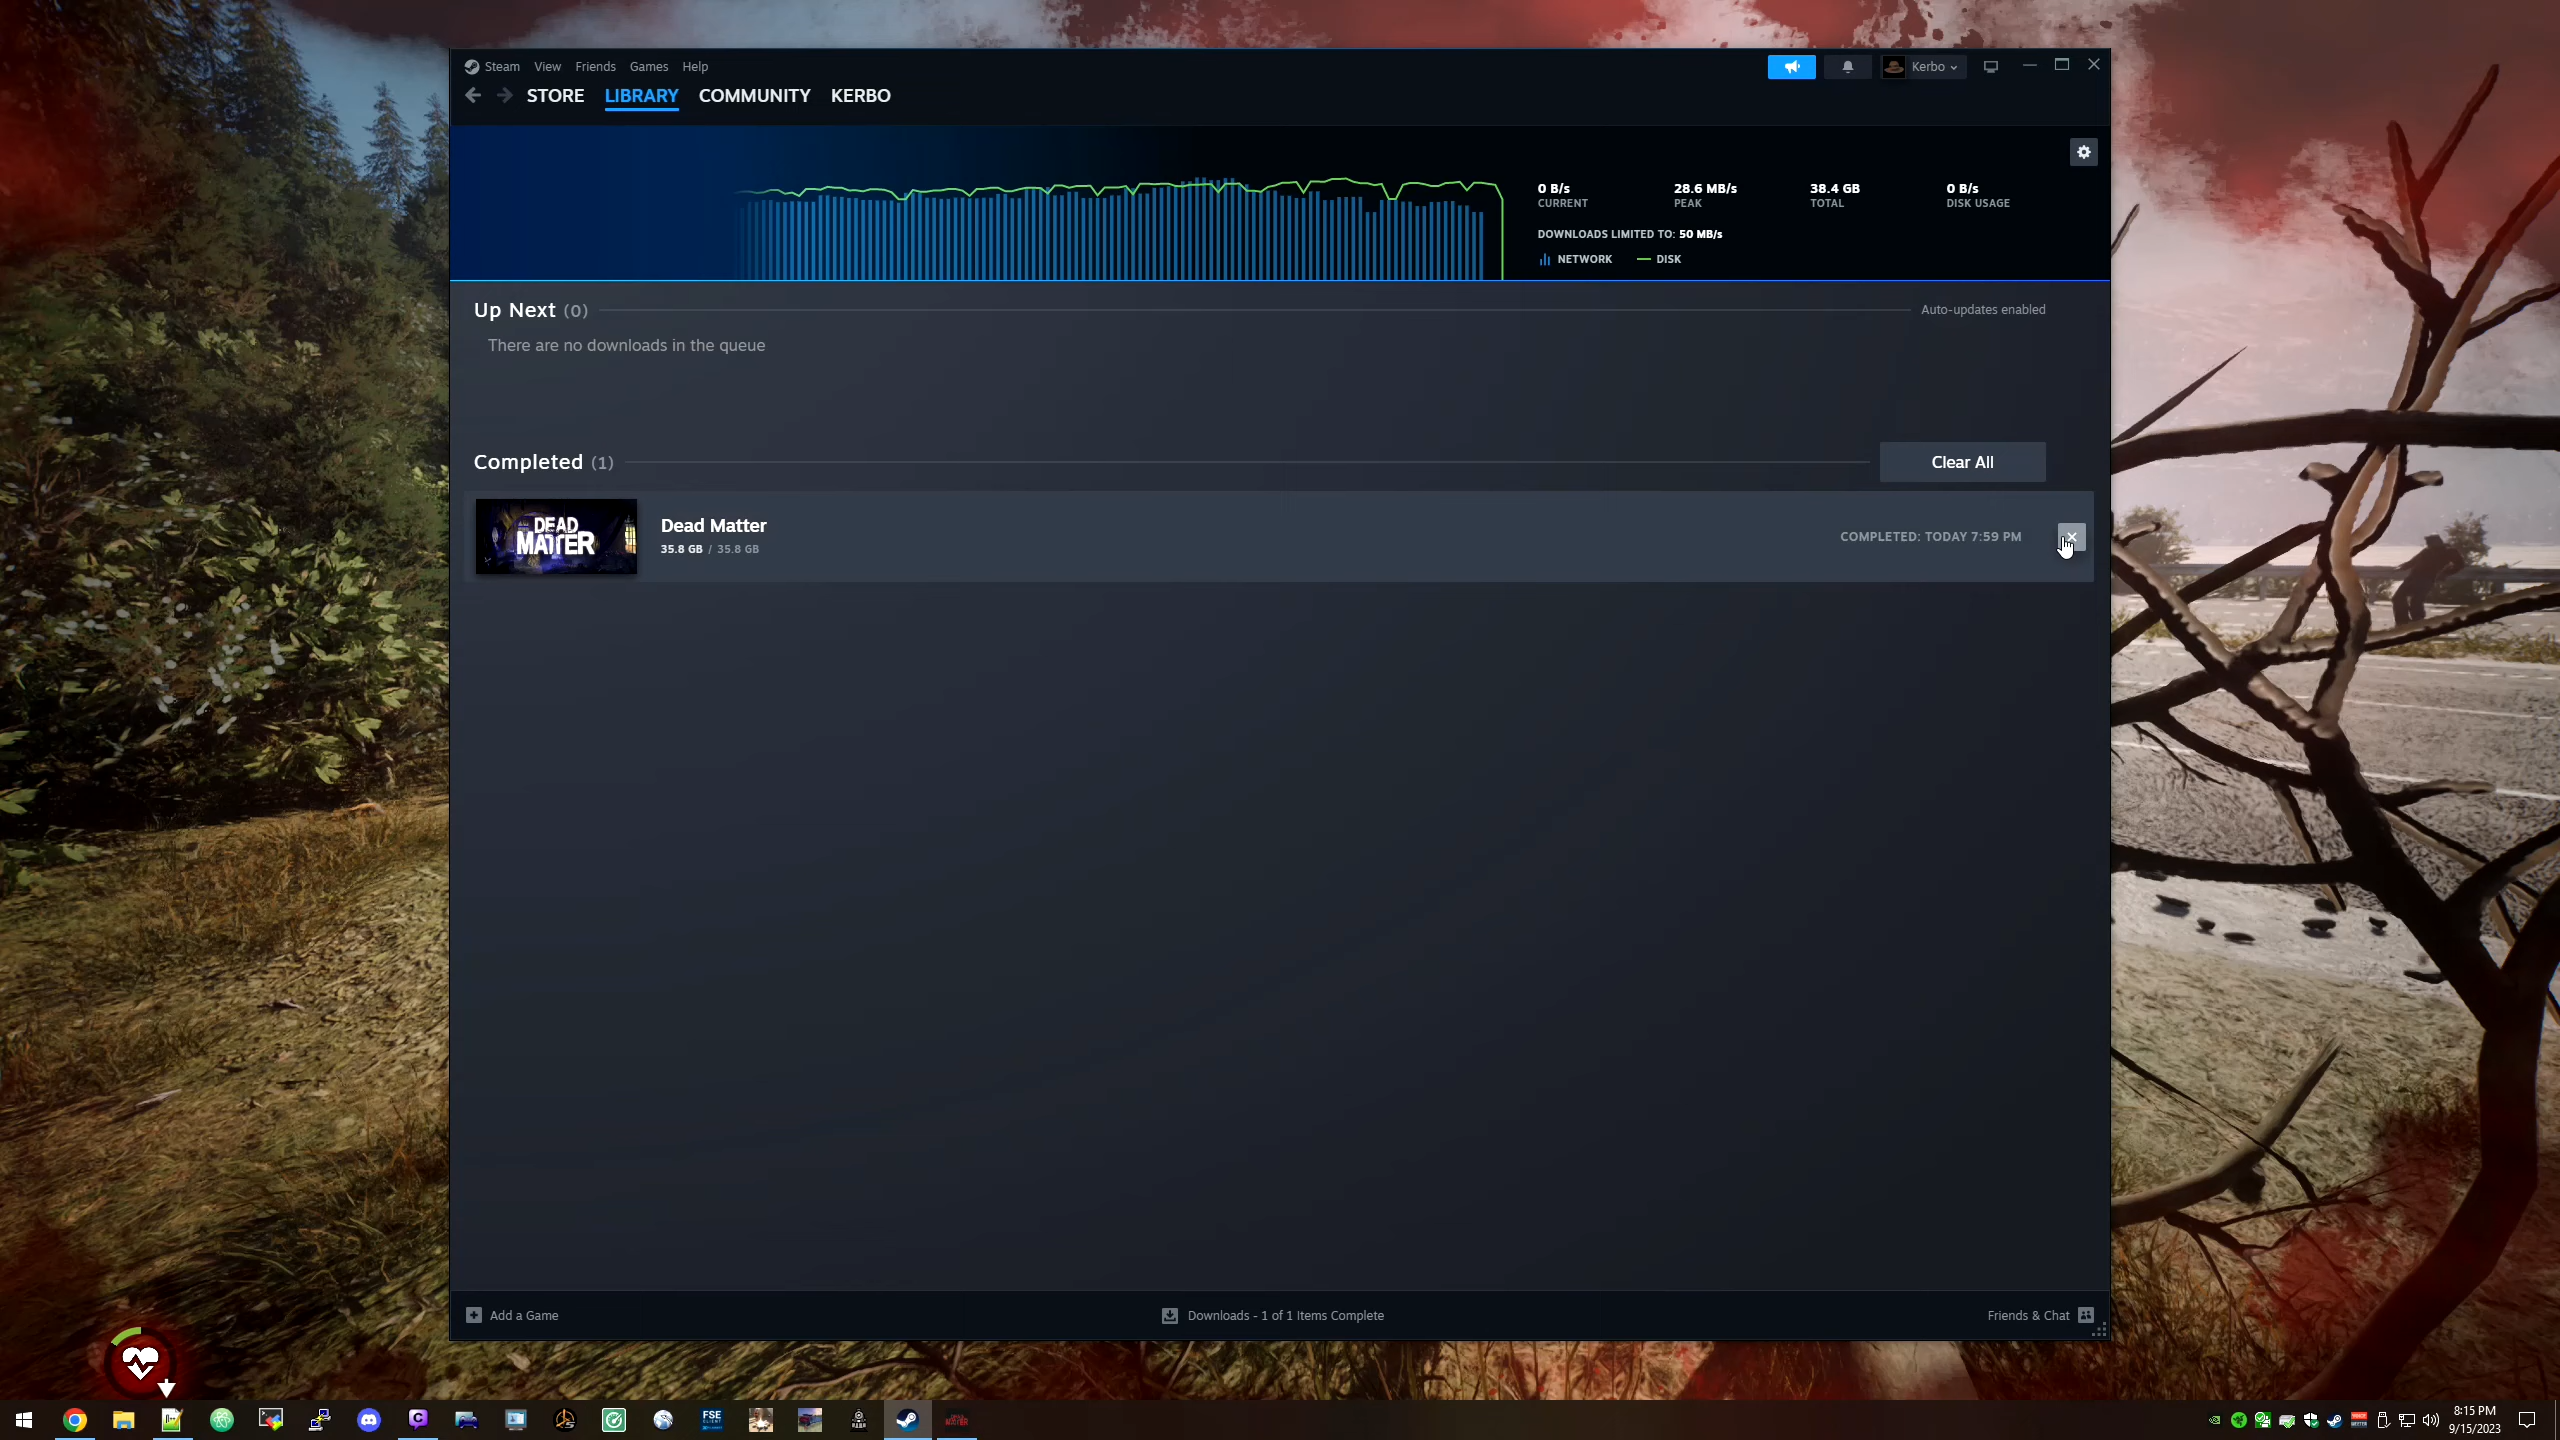 Steam View Friends Games Help
Kerbo
STORE LIBRARY COMMUNITY KERBO
0 B/s 28.6 MB/s 38.4 GB 0 B/s
CURRENT PEAK TOTAL DISK USAGE
DOWNLOADS LIMITED TO: 50 MB/s
NETWORK DISK
Up Next (0)
Auto-updates enabled
There are no downloads in the queue
Completed (1)
Clear All
DEAD MATTER
Dead Matter
35.8 GB / 35.8 GB
COMPLETED: TODAY 7:59 PM
Add a Game
Downloads - 1 of 1 Items Complete
Friends & Chat
FSE
8:15 PM
9/15/2023